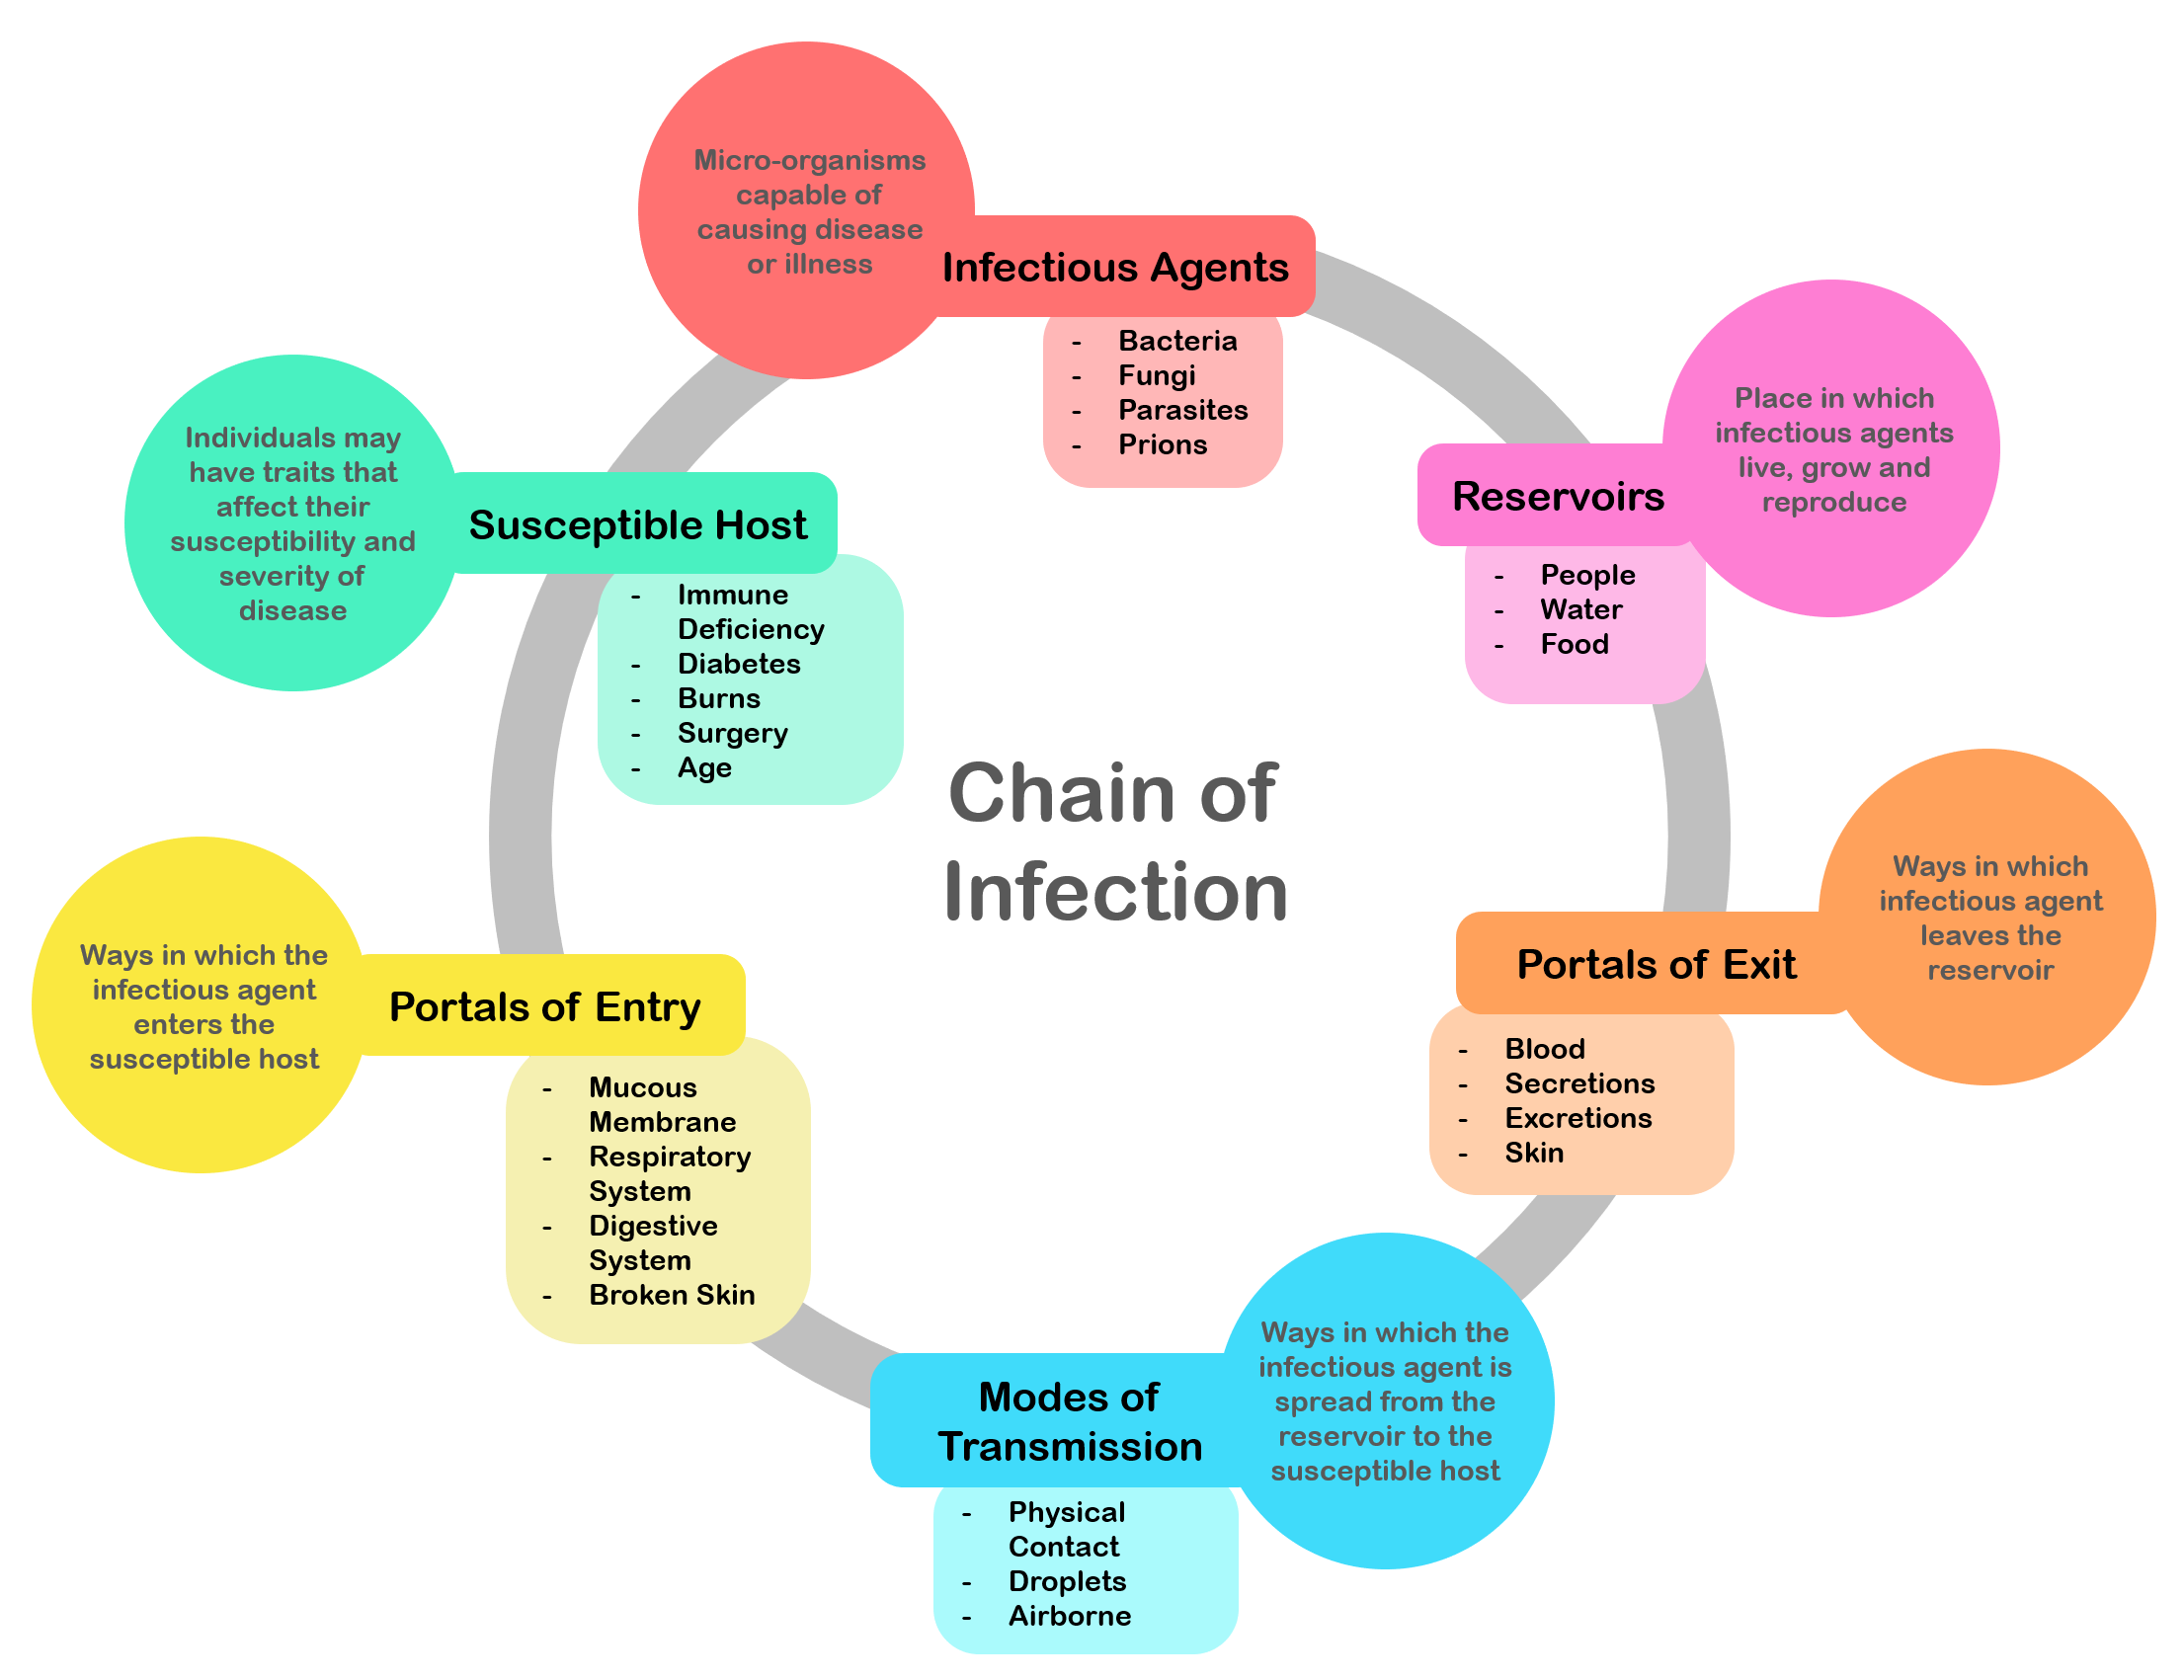 Micro-organisms
capable of
causing disease
or illness
Infectious Agents
- Bacteria
- Fungi
- Parasites
- Prions
Place in which
infectious agents
live, grow and
reproduce
Reservoirs
- People
- Water
- Food
Ways in which
infectious agent
leaves the
reservoir
Portals of Exit
- Blood
- Secretions
- Excretions
- Skin
Ways in which the
infectious agent is
spread from the
reservoir to the
susceptible host
Modes of
Transmission
- Physical
Contact
- Droplets
- Airborne
Ways in which the
infectious agent
enters the
susceptible host
Portals of Entry
- Mucous
Membrane
- Respiratory
System
- Digestive
System
- Broken Skin
Individuals may
have traits that
affect their
susceptibility and
severity of
disease
Susceptible Host
- Immune
Deficiency
- Diabetes
- Burns
- Surgery
- Age
Chain of
Infection